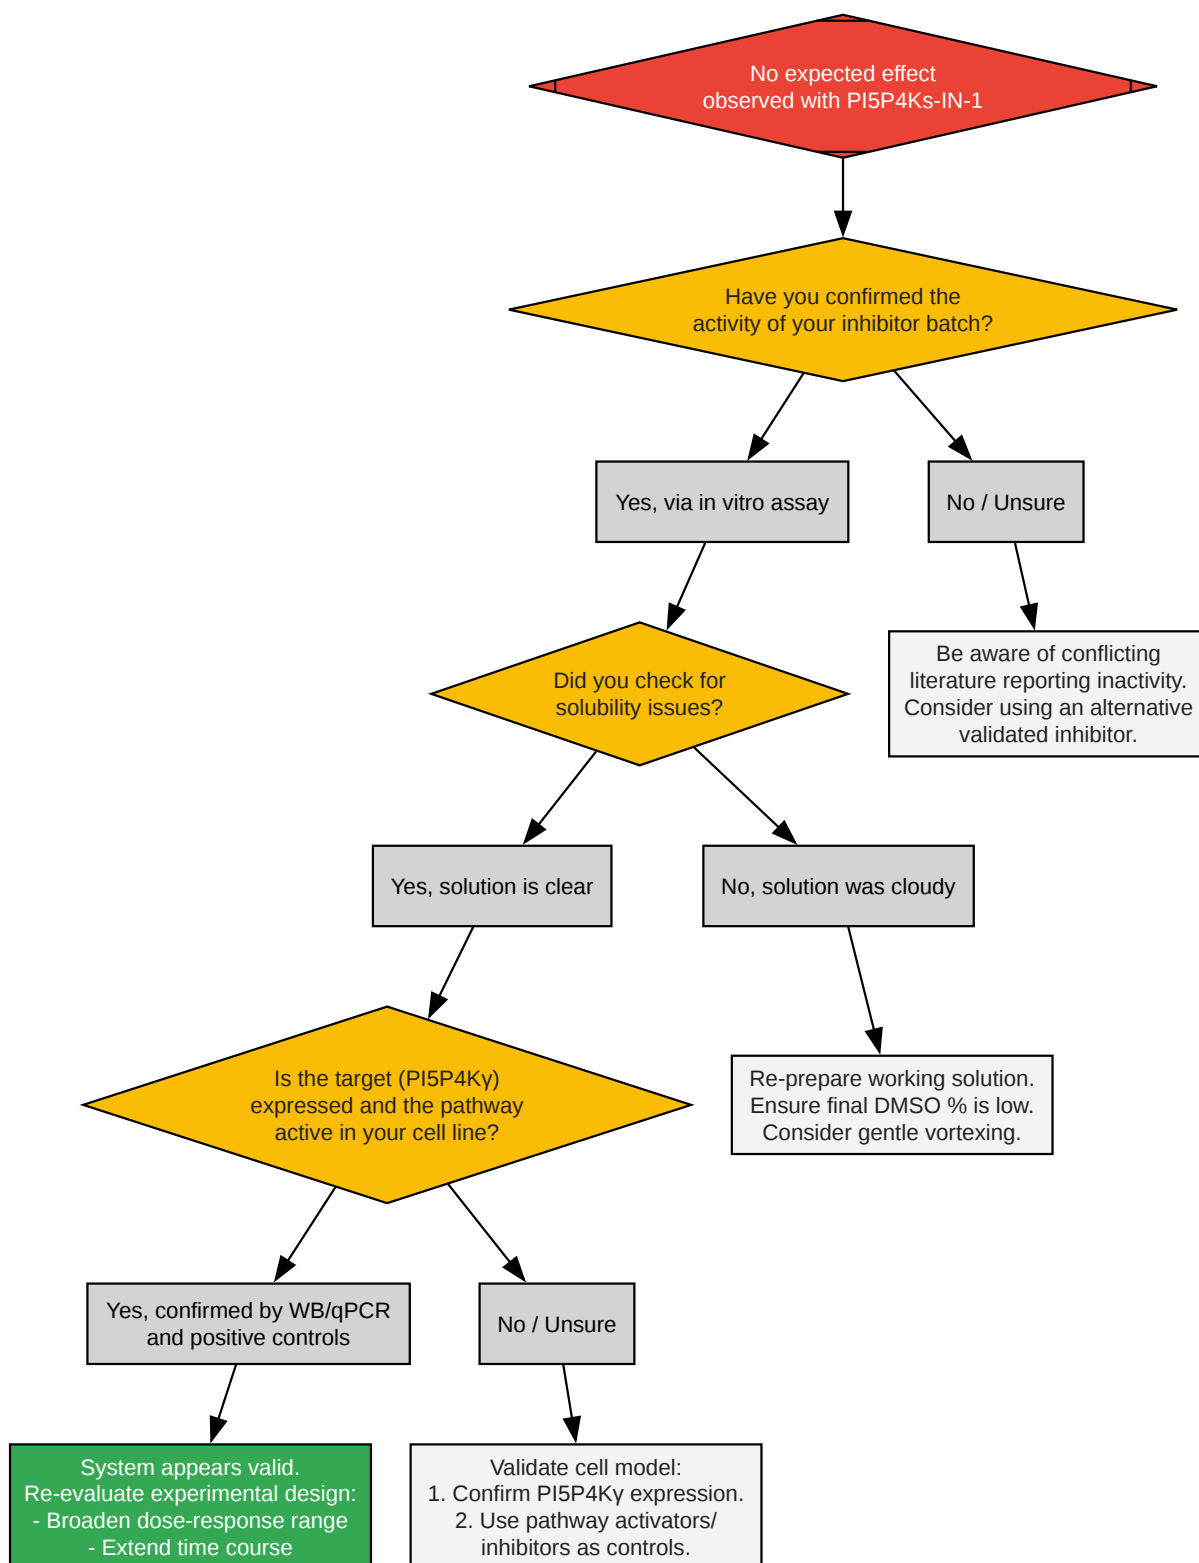 No expected effect
observed with PI5P4Ks-IN-1
Have you confirmed the
activity of your inhibitor batch?
Yes, via in vitro assay
No / Unsure
Did you check for
solubility issues?
Be aware of conflicting
literature reporting inactivity.
Consider using an alternative
validated inhibitor.
Yes, solution is clear
No, solution was cloudy
Is the target (PI5P4Kγ)
expressed and the pathway
active in your cell line?
Re-prepare working solution.
Ensure final DMSO % is low.
Consider gentle vortexing.
Yes, confirmed by WB/qPCR
and positive controls
No / Unsure
System appears valid.
Re-evaluate experimental design:
- Broaden dose-response range
- Extend time course
Validate cell model:
1. Confirm PI5P4Kγ expression.
2. Use pathway activators/
inhibitors as controls.